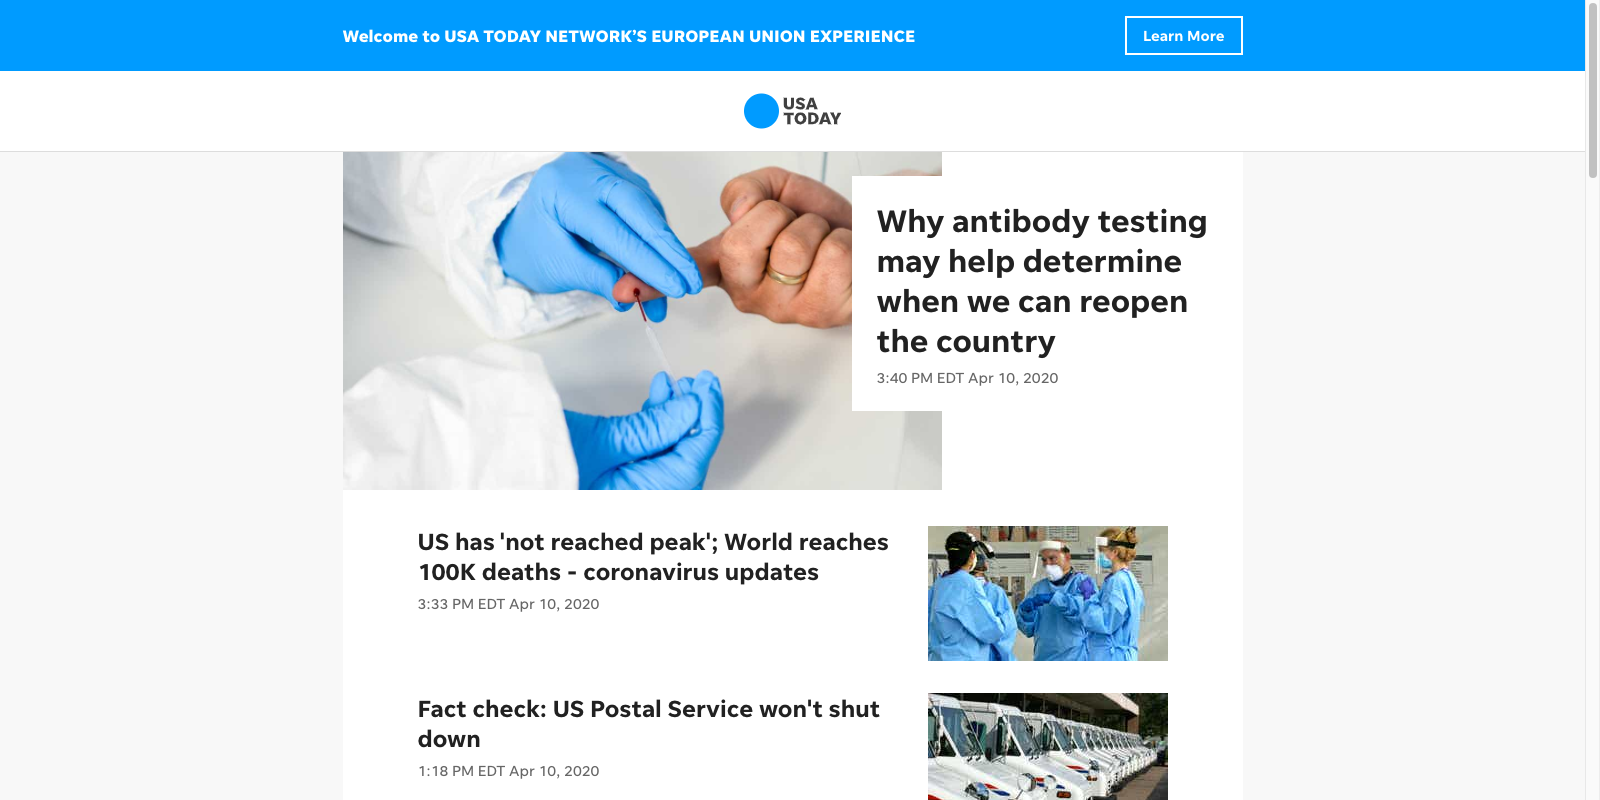 Welcome to USA TODAY NETWORK’S EUROPEAN UNION EXPERIENCE
Learn More
USA
TODAY
Why antibody testing
may help determine
when we can reopen
the country
3:40 PM EDT Apr 10, 2020
US has 'not reached peak'; World reaches
100K deaths - coronavirus updates
3:33 PM EDT Apr 10, 2020
Fact check: US Postal Service won't shut
down
1:18 PM EDT Apr 10, 2020